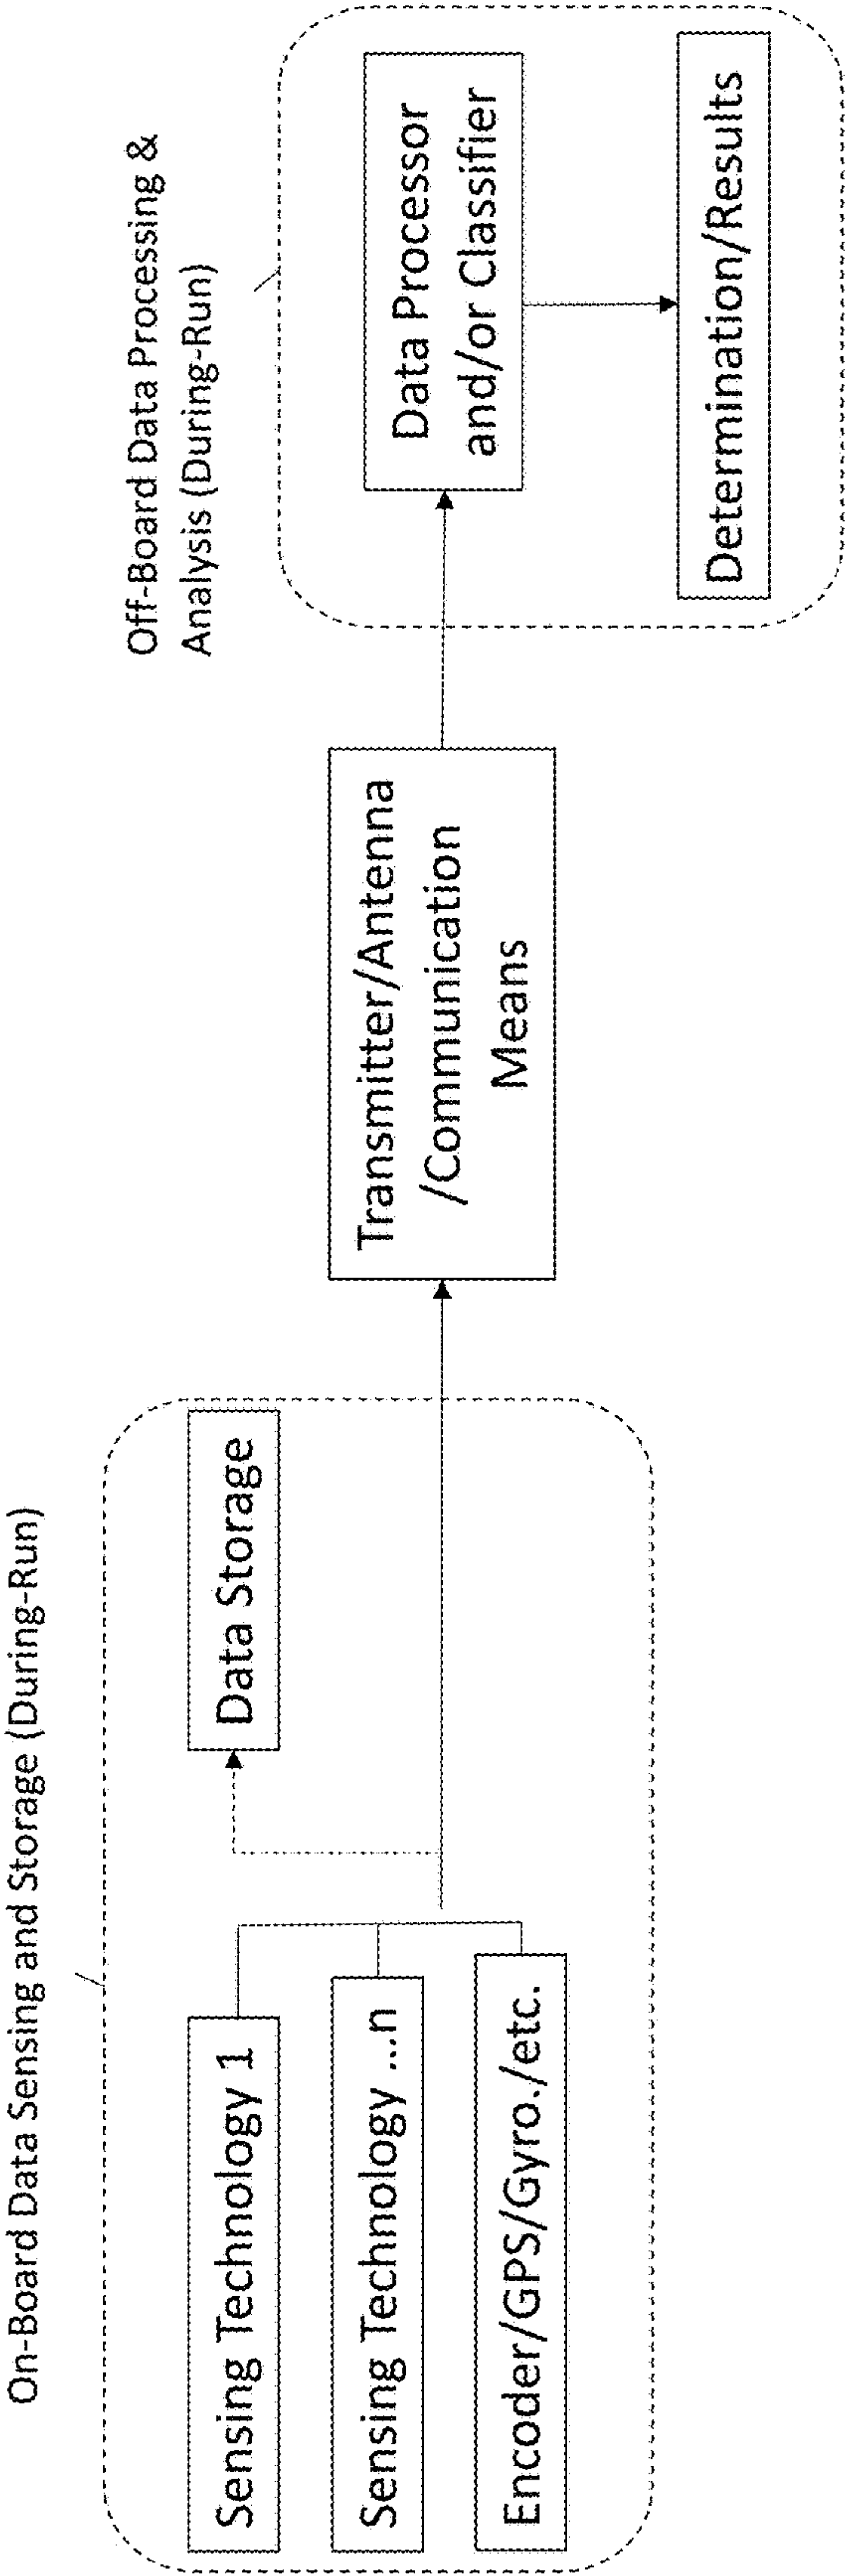 On-Board Data Sensing and Storage (During-Run)
Sensing Technology 1
Sensing Technology ...n
Encoder/GPS/Gyro./etc.
Data Storage
Transmitter/Antenna
/Communication
Means
Off-Board Data Processing &
Analysis (During-Run)
Data Processor
and/or Classifier
Determination/Results